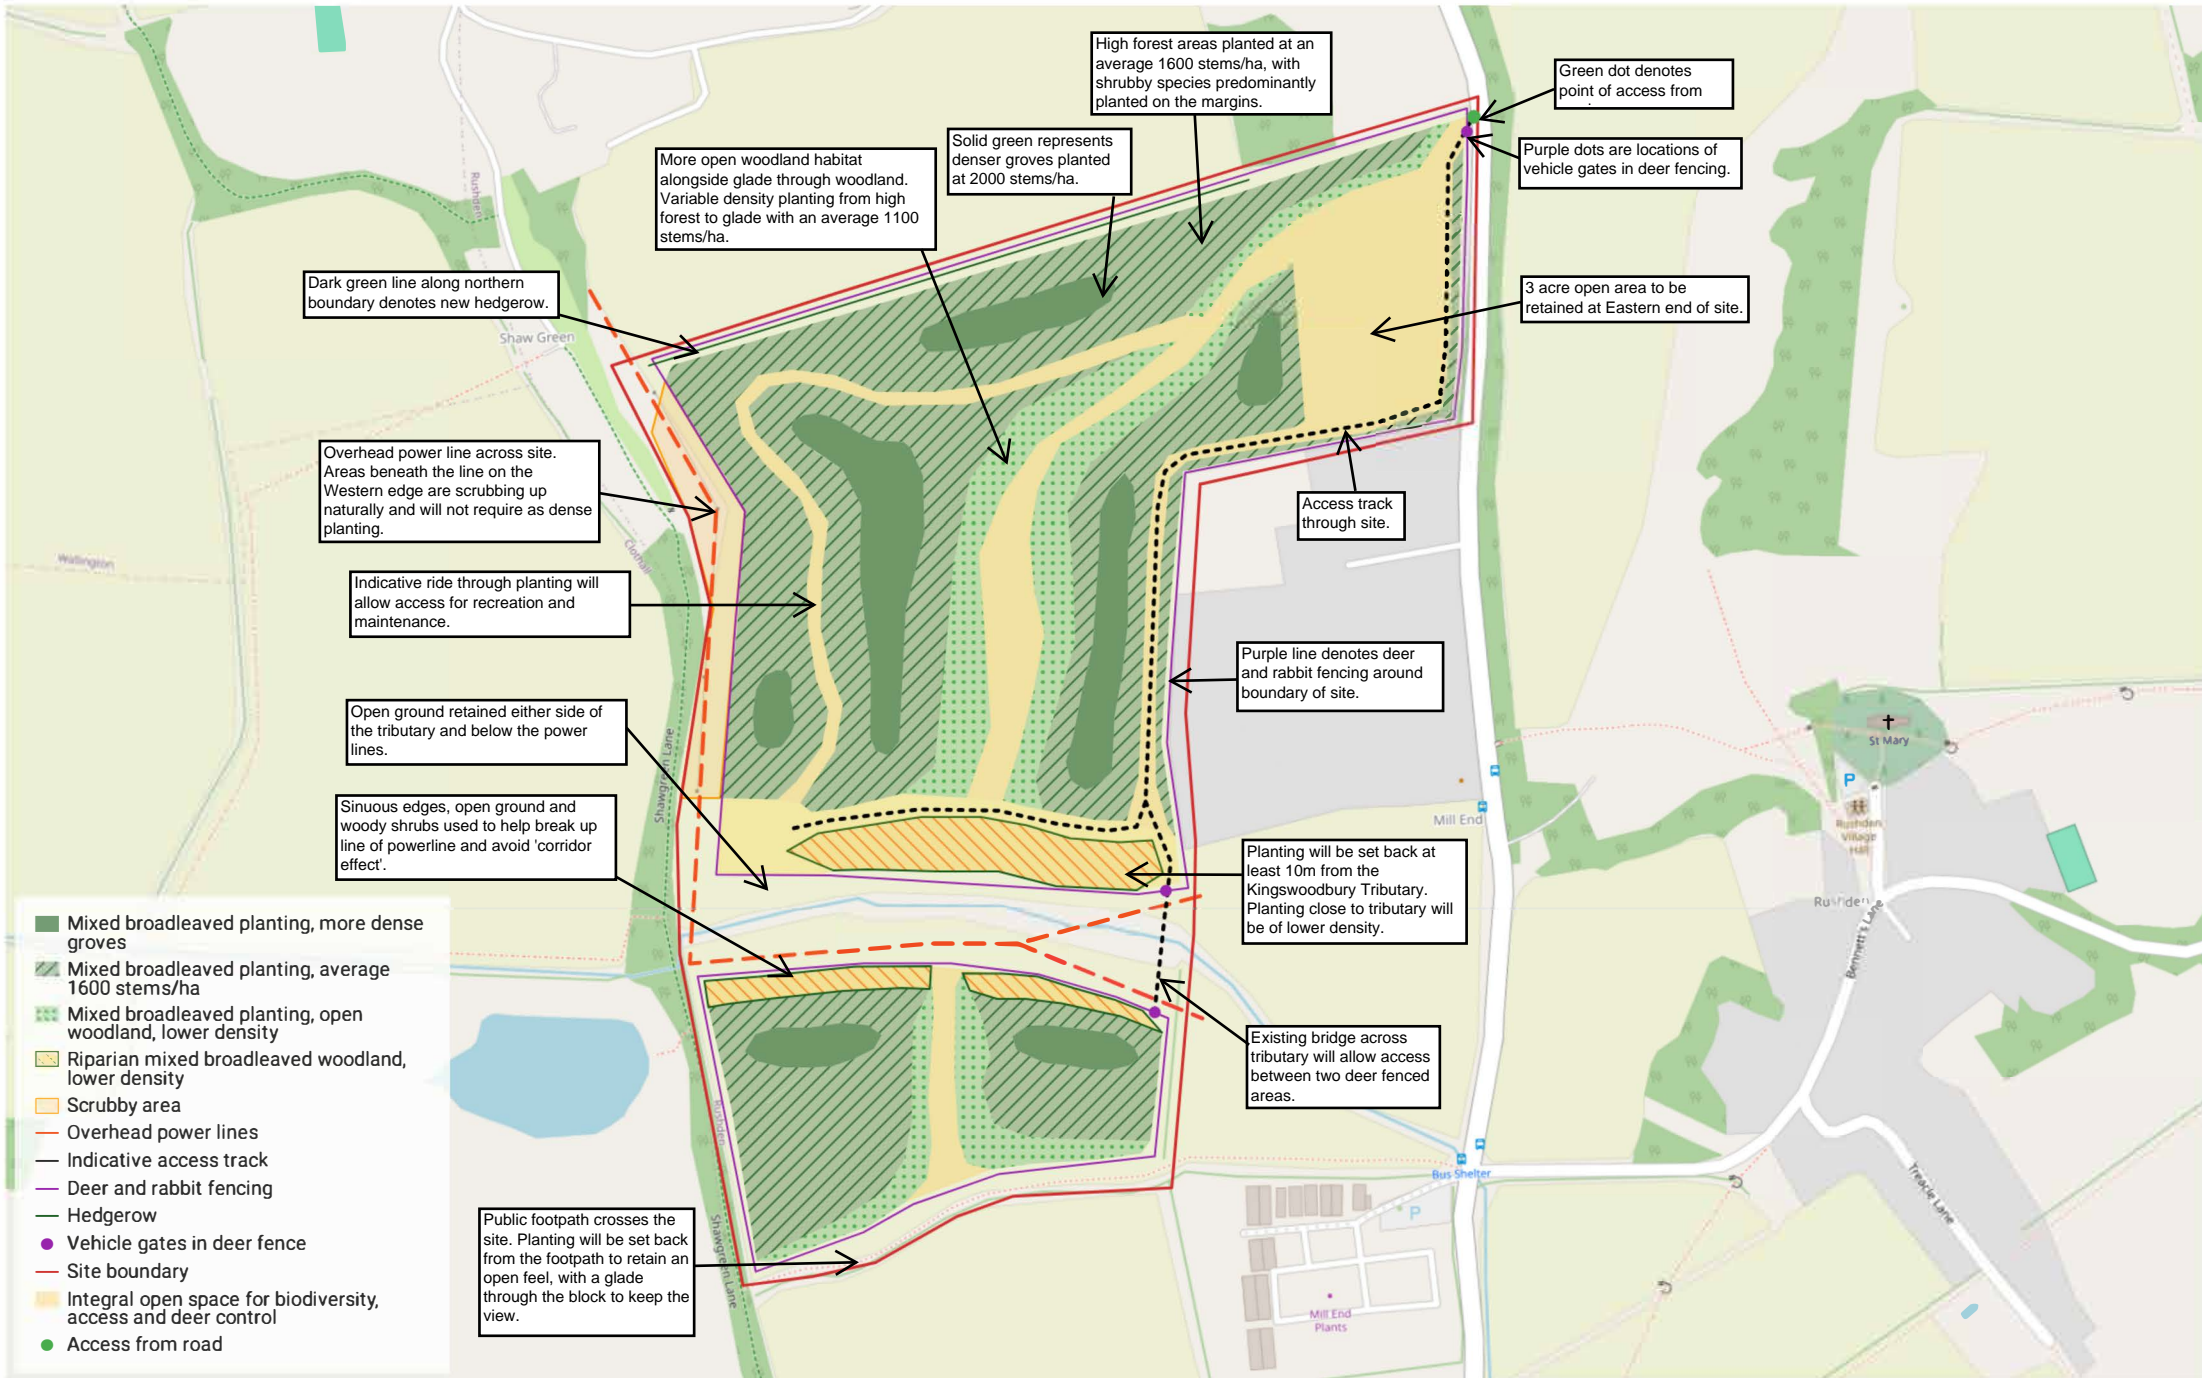 High forest areas planted at an
average 1600 stems/ha, with
shrubby species predominantly
planted on the margins.
Green dot denotes
point of access from
Solid green represents
denser groves planted
at 2000 stems/ha.
Purple dots are locations of
vehicle gates in deer fencing.
More open woodland habitat
alongside glade through woodland.
Variable density planting from high
forest to glade with an average 1100
stems/ha.
Rushden
Dark green line along northern
boundary denotes new hedgerow.
3 acre open area to be
retained at Eastern end of site.
Shaw Green
Overhead power line across site.
Areas beneath the line on the
Western edge are scrubbing up
naturally and will not require as dense
planting.
Access track
through site.
Clothall
Wallington
Indicative ride through planting will
allow access for recreation and
maintenance.
Purple line denotes deer
and rabbit fencing around
boundary of site.
Open ground retained either side of
the tributary and below the power
lines.
Shawgreen Lane
St Mary
P
Mill End
Rushden
Village
Hall
Sinuous edges, open ground and
woody shrubs used to help break up
line of powerline and avoid 'corridor
effect'.
Planting will be set back at
least 10m from the
Kingswoodbury Tributary.
Planting close to tributary will
be of lower density.
Rushden
Bennett's Lane
Existing bridge across
tributary will allow access
between two deer fenced
areas.
Rushden
Bus Shelter
Treacle Lane
Public footpath crosses the
site. Planting will be set back
from the footpath to retain an
open feel, with a glade
through the block to keep the
view.
Shawgreen Lane
P
Mill End
Plants
Mixed broadleaved planting, more dense
groves
Mixed broadleaved planting, average
1600 stems/ha
Mixed broadleaved planting, open
woodland, lower density
Riparian mixed broadleaved woodland,
lower density
Scrubby area
Overhead power lines
Indicative access track
Deer and rabbit fencing
Hedgerow
Vehicle gates in deer fence
Site boundary
Integral open space for biodiversity,
access and deer control
Access from road